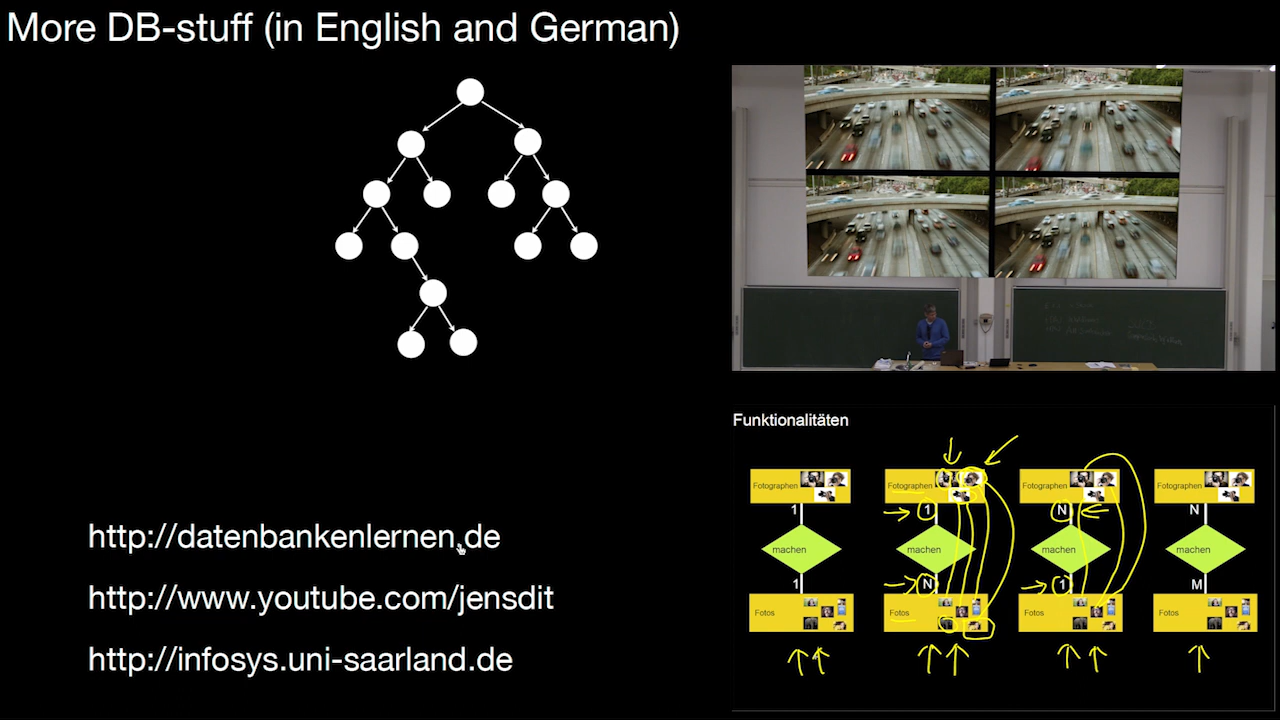 More DB-stuff (in English and German)
http://datenbankenlernen.de
http://www.youtube.com/jensdit
http://infosys.uni-saarland.de
Funktionalitäten
Fotographen Fotographen Fotographen Fotographen
1 1 N N
machen machen machen machen
1 N 1 M
Fotos Fotos Fotos Fotos